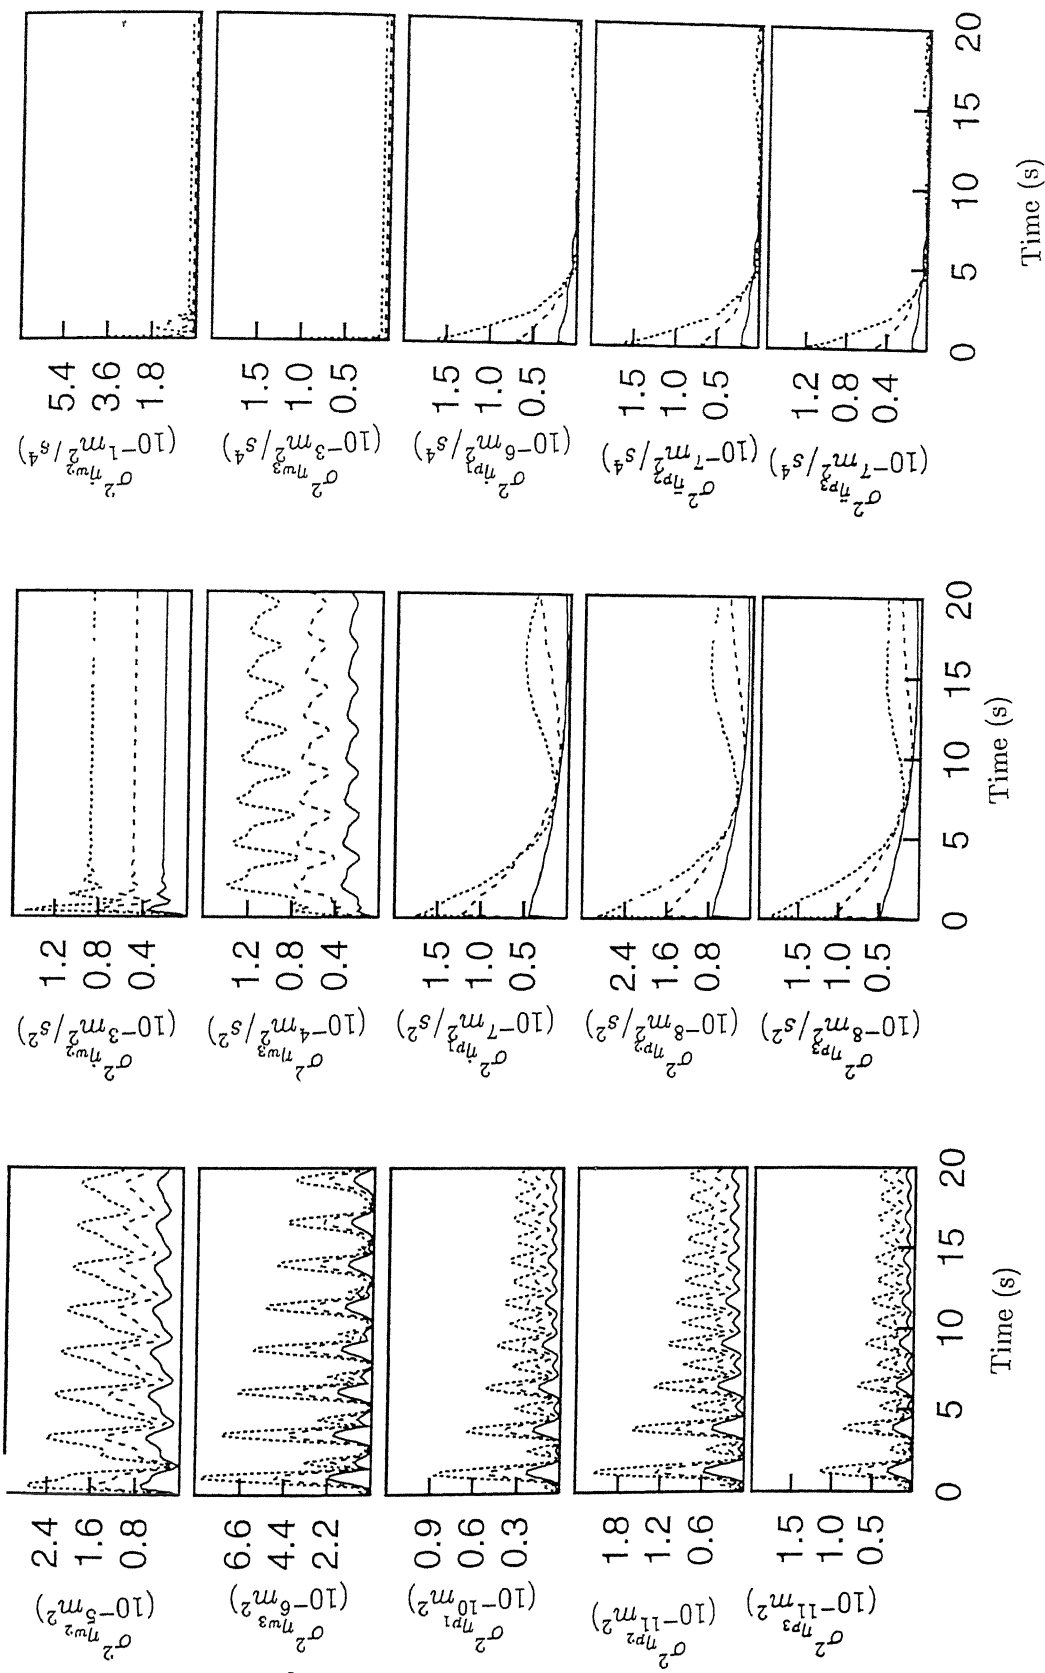 σ²ηw2
(10⁻⁵m²)
2.4
1.6
0.8
σ²ηw3
(10⁻⁶m²)
6.6
4.4
2.2
σ²ηp1
(10⁻¹⁰m²)
0.9
0.6
0.3
σ²ηp2
(10⁻¹¹m²)
1.8
1.2
0.6
σ²ηp3
(10⁻¹¹m²)
1.5
1.0
0.5
0 5 10 15 20
Time (s)
σ²η̇w2
(10⁻³m²/s²)
1.2
0.8
0.4
σ²η̇w3
(10⁻⁴m²/s²)
1.2
0.8
0.4
σ²η̇p1
(10⁻⁷m²/s²)
1.5
1.0
0.5
σ²η̇p2
(10⁻⁸m²/s²)
2.4
1.6
0.8
σ²η̇p3
(10⁻⁸m²/s²)
1.5
1.0
0.5
0 5 10 15 20
Time (s)
σ²η̈w2
(10⁻¹m²/s⁴)
5.4
3.6
1.8
σ²η̈w3
(10⁻³m²/s⁴)
1.5
1.0
0.5
σ²η̈p1
(10⁻⁶m²/s⁴)
1.5
1.0
0.5
σ²η̈p2
(10⁻⁷m²/s⁴)
1.5
1.0
0.5
σ²η̈p3
(10⁻⁷m²/s⁴)
1.2
0.8
0.4
0 5 10 15 20
Time (s)